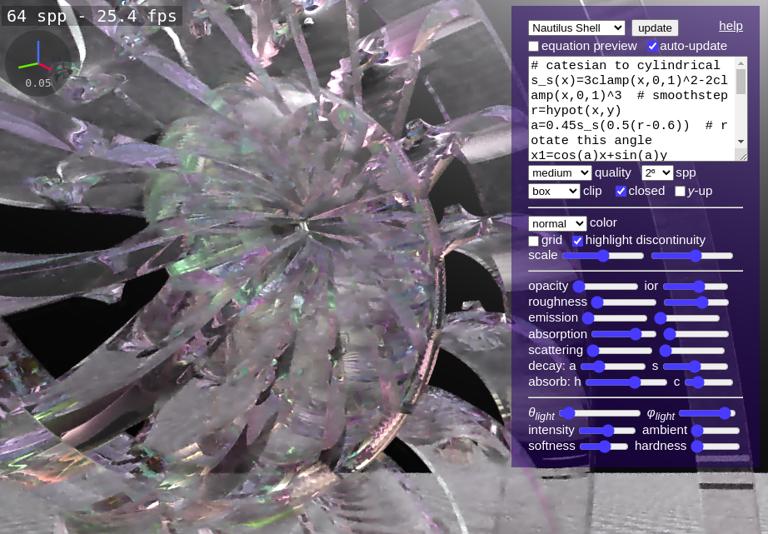 64 spp - 25.4 fps
0.05
Nautilus Shell update help
equation preview auto-update
# catesian to cylindrical
s_s(x)=3clamp(x,0,1)^2-2cl
amp(x,0,1)^3 # smoothstep
r=hypot(x,y)
a=0.45s_s(0.5(r-0.6)) # r
otate this angle
x1=cos(a)x+sin(a)y
medium quality 2⁶ spp
box clip closed y-up
normal color
grid highlight discontinuity
scale
opacity ior
roughness
emission
absorption
scattering
decay: a s
absorb: h c
θlight φlight
intensity ambient
softness hardness